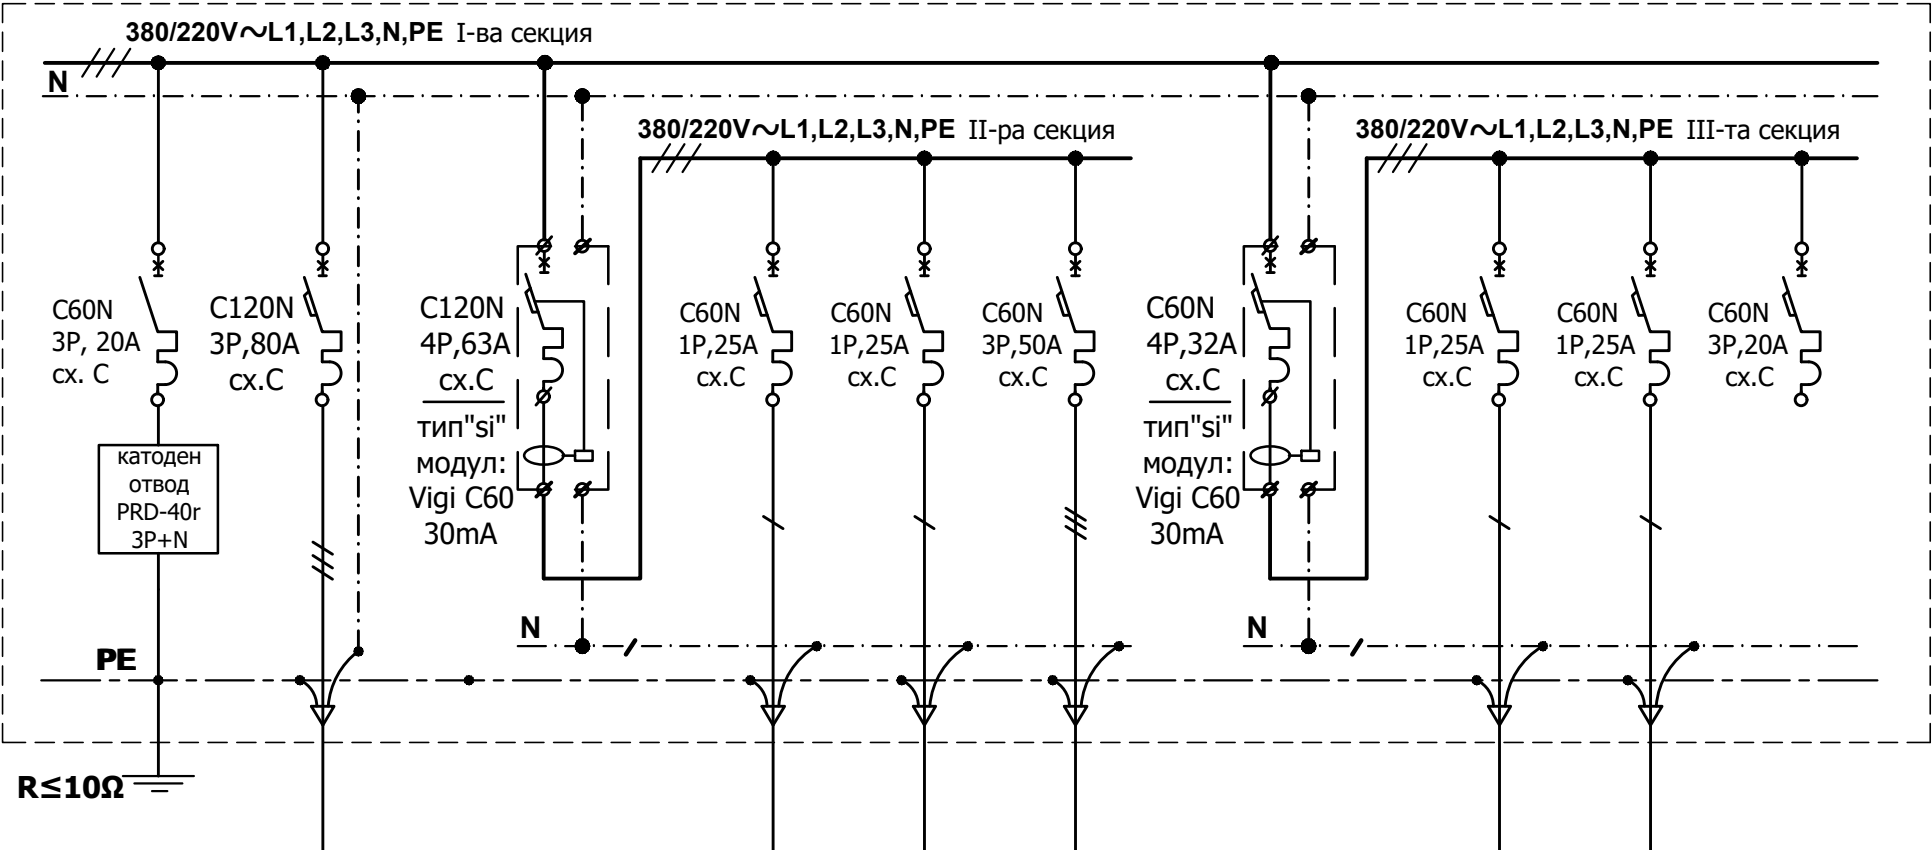 380/220V~L1,L2,L3,N,PE I-ва секция
N
380/220V~L1,L2,L3,N,PE II-ра секция
380/220V~L1,L2,L3,N,PE III-та секция
C60N
3P, 20A
сх. C
C120N
3P,80A
сх.C
C120N
4P,63A
сх.C
тип"si"
модул:
Vigi C60
30mA
C60N
1P,25A
сх.C
C60N
1P,25A
сх.C
C60N
3P,50A
сх.C
C60N
4P,32A
сх.C
тип"si"
модул:
Vigi C60
30mA
C60N
1P,25A
сх.C
C60N
1P,25A
сх.C
C60N
3P,20A
сх.C
катоден
отвод
PRD-40r
3P+N
N
N
PE
R≤10Ω